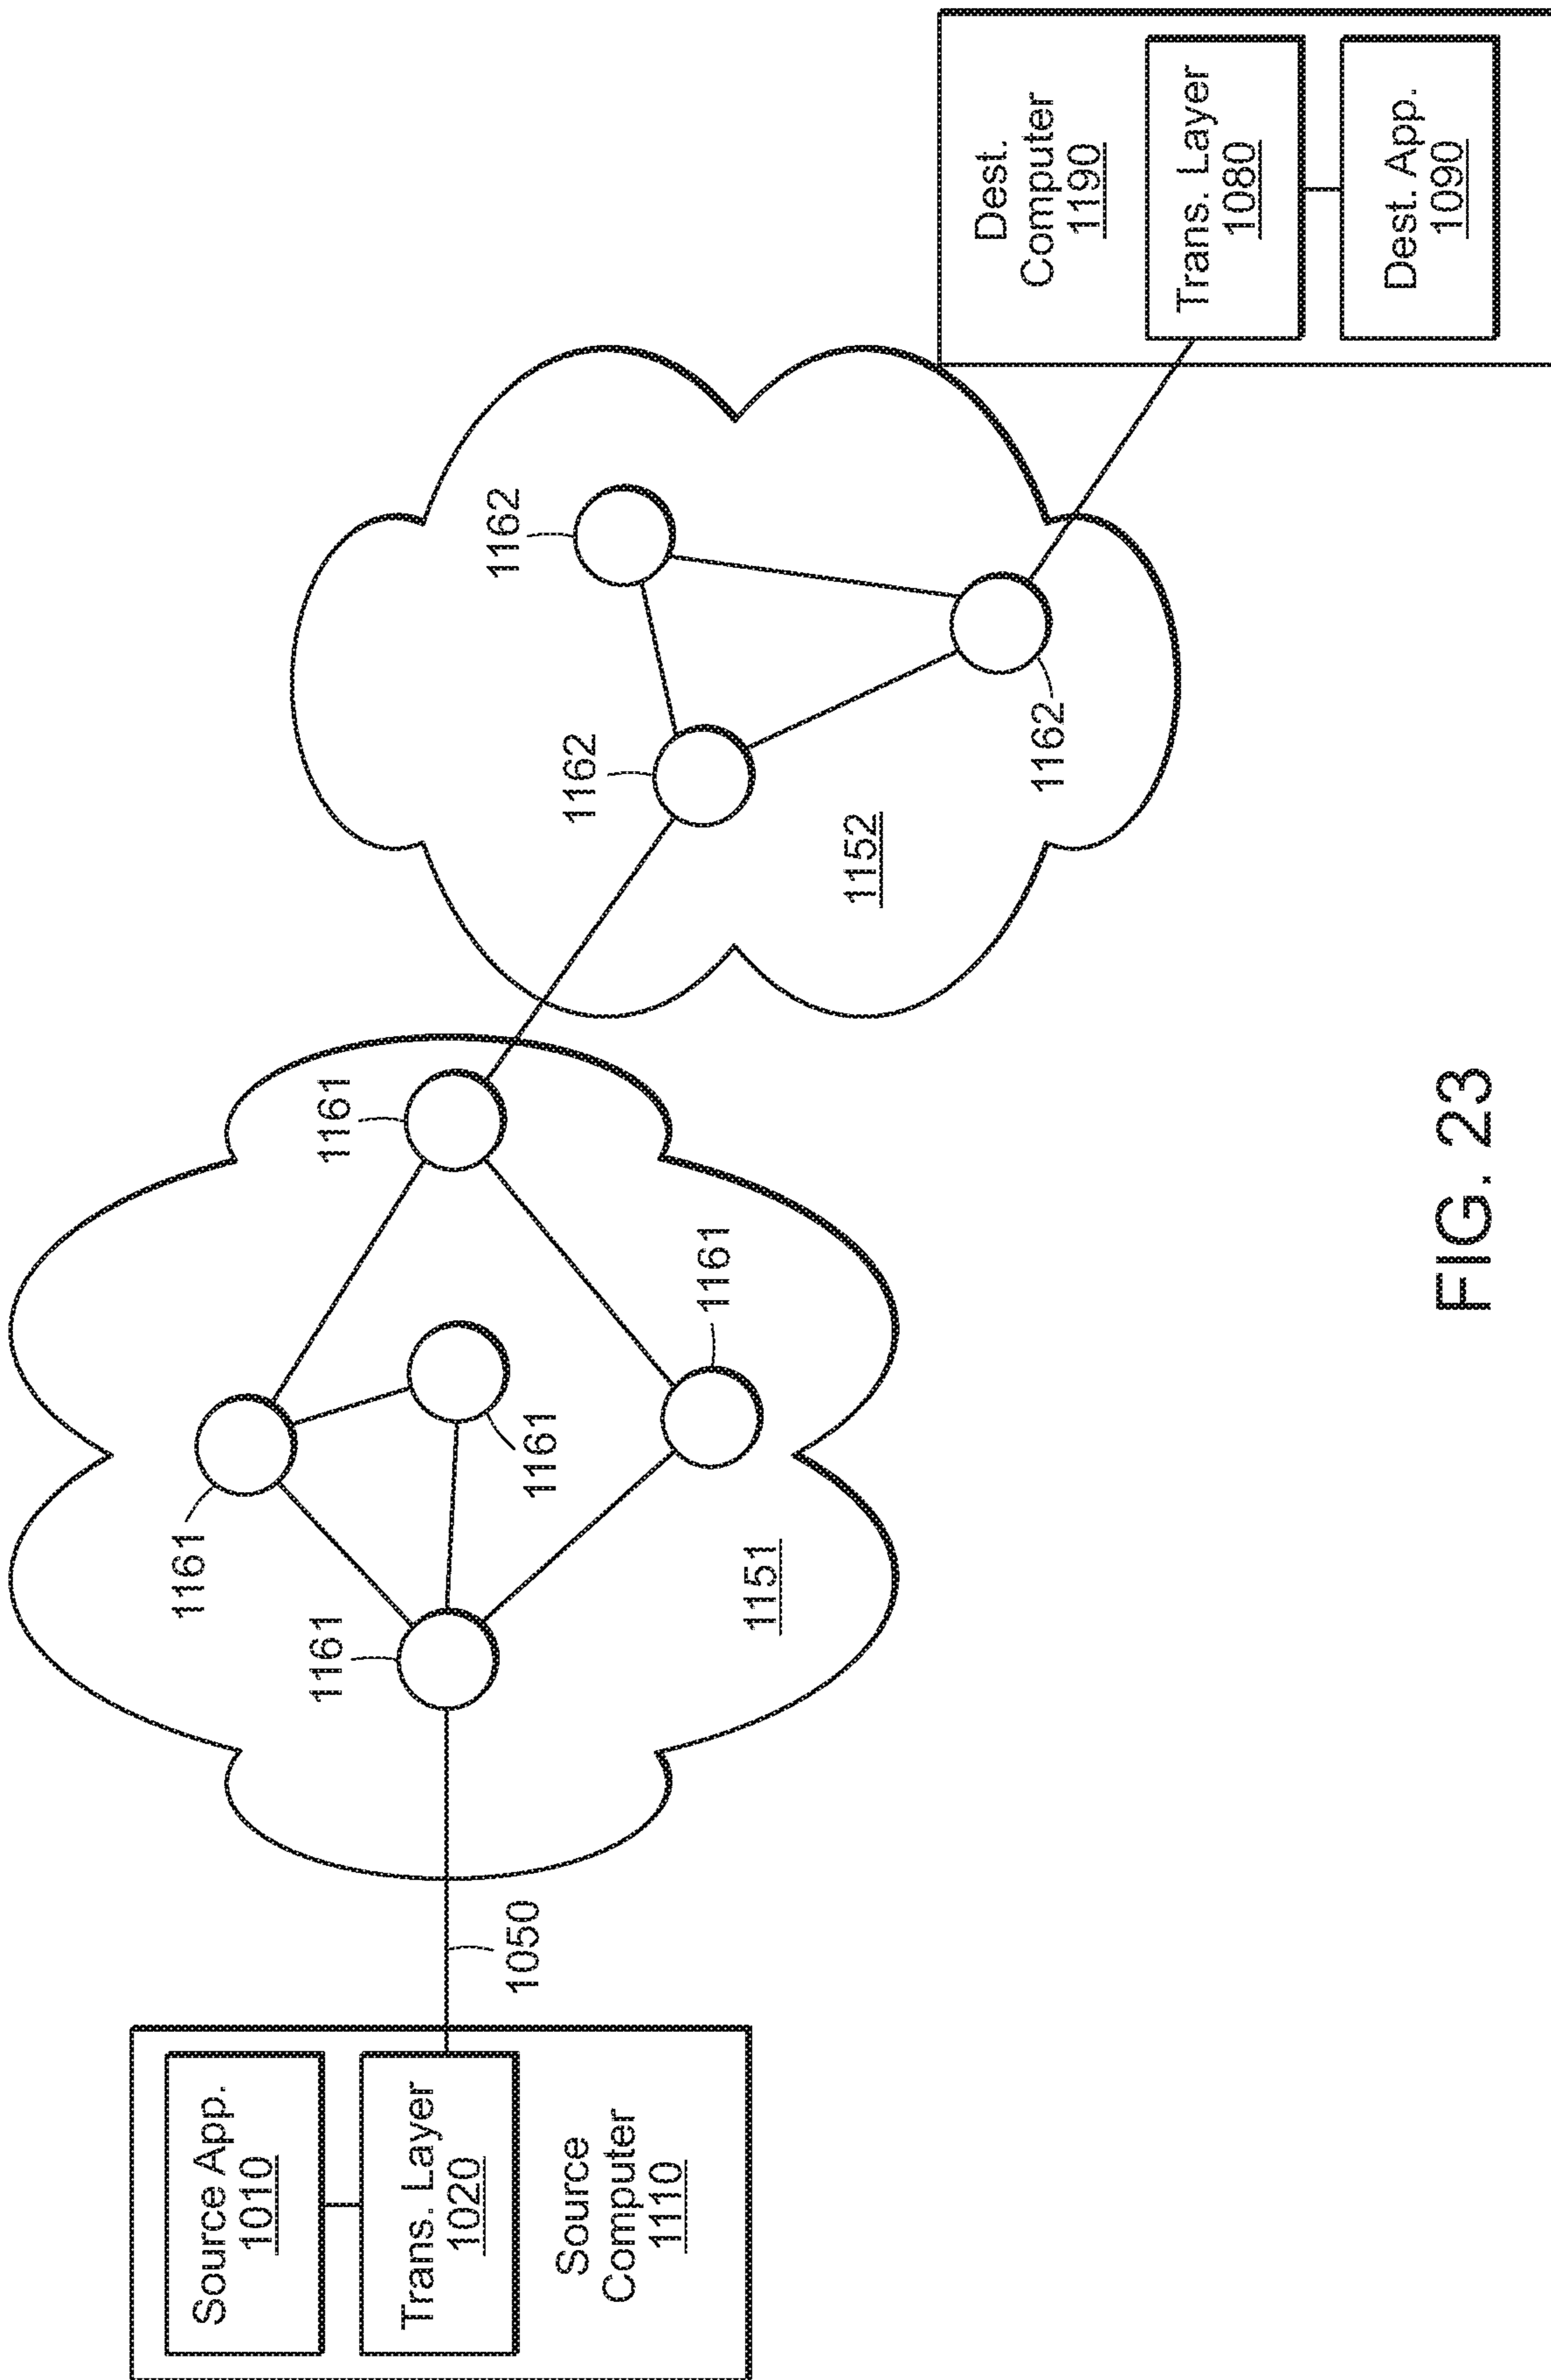 Source App.
1010
Trans. Layer
1020
Source
Computer
1110
1050
1161
1161
1161
1161
1161
1151
1162
1162
1162
1152
Dest.
Computer
1190
Trans. Layer
1080
Dest. App.
1090
FIG. 23